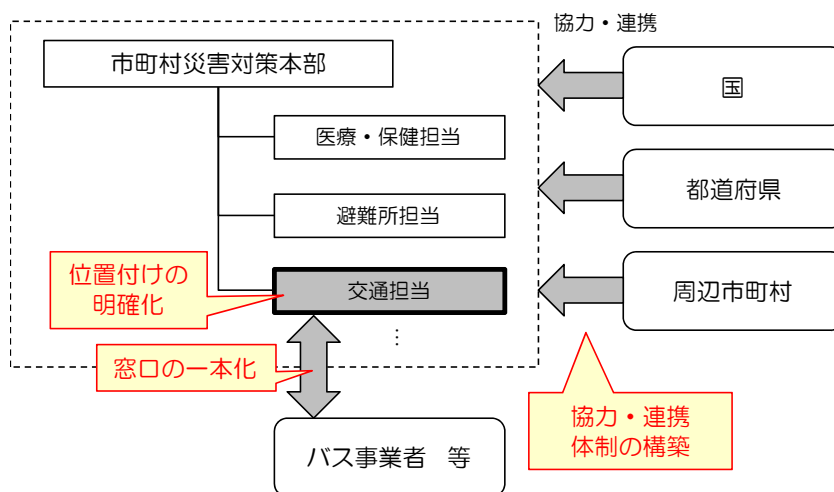 協力・連携
市町村災害対策本部
国
医療・保健担当
都道府県
避難所担当
位置付けの
明確化
交通担当
周辺市町村
…
窓口の一本化
協力・連携
体制の構築
バス事業者　等